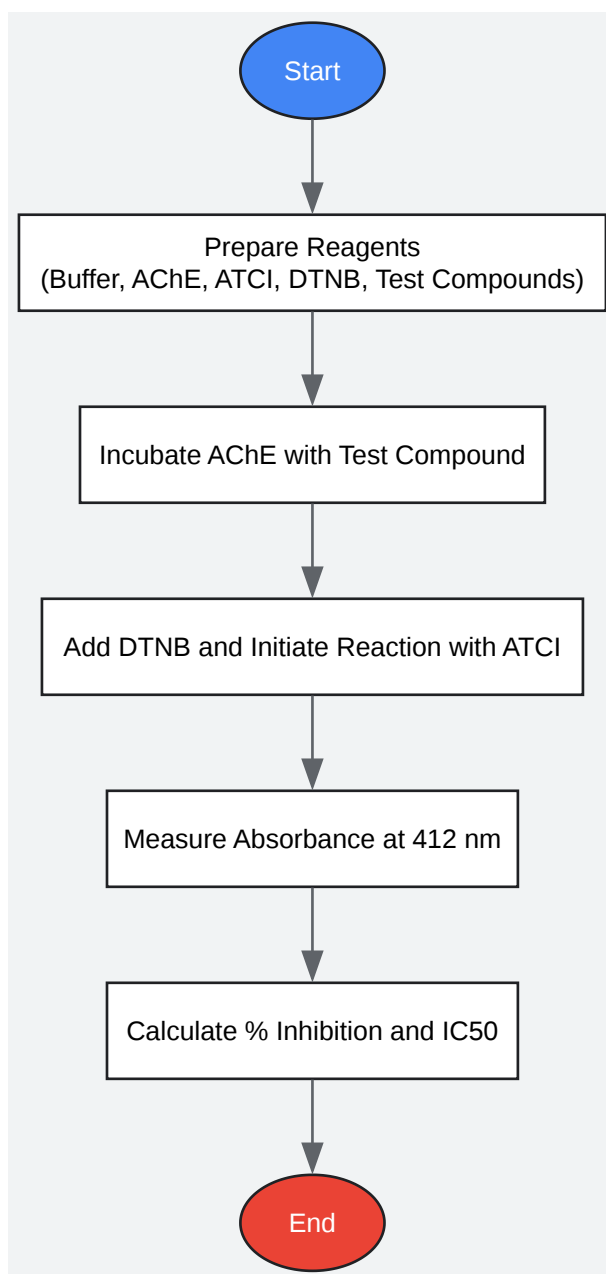 Start
Prepare Reagents
(Buffer, AChE, ATCI, DTNB, Test Compounds)
Incubate AChE with Test Compound
Add DTNB and Initiate Reaction with ATCI
Measure Absorbance at 412 nm
Calculate % Inhibition and IC50
End